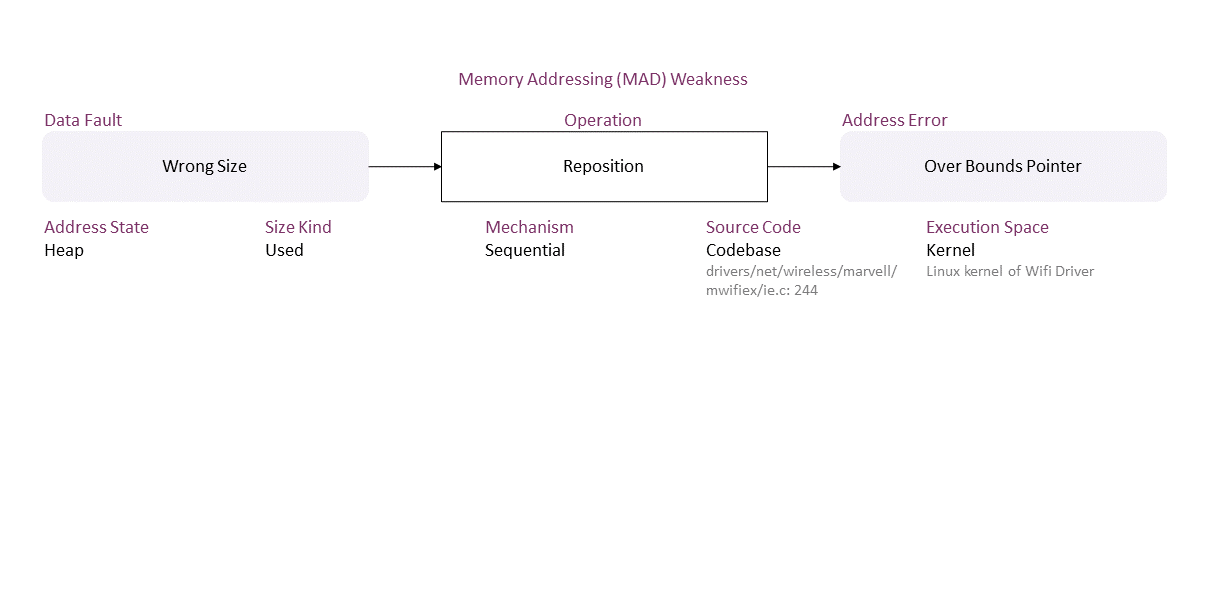 Memory Addressing (MAD) Weakness
Data Fault
Operation
Address Error
Wrong Size
Reposition
Over Bounds Pointer
Address State
Heap
Size Kind
Used
Mechanism
Sequential
Source Code
Codebase
drivers/net/wireless/marvell/
mwifiex/ie.c: 244
Execution Space
Kernel
Linux kernel of Wifi Driver